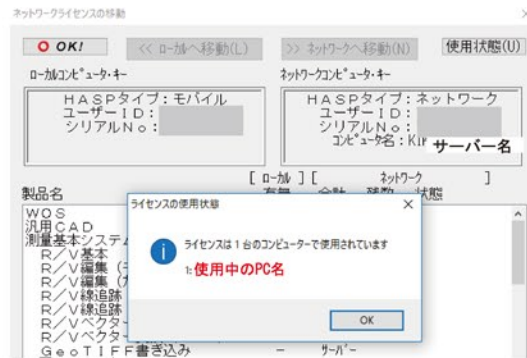 ネットワークライセンスの移動
OK!
<< ローカルへ移動(L)
>> ネットワークへ移動(N)
使用状態(U)
ローカルコンピュータ・キー
ネットワークコンピュータ・キー
HASPタイプ:モバイル
ユーザーID:
シリアルNo:
HASPタイプ:ネットワーク
ユーザーID:
シリアルNo:
コンピュータ名:
サーバー名
[ ローカル ] [ ネットワーク ]
製品名
有無 合計 残数 状態
WOS
汎用CAD
測量基本システム
R/V基本
R/V編集
R/V編集
R/V線追跡
R/V線追跡
R/Vベクター
R/Vベクター
GeoTIFF書き込み
- サーバー
ライセンスの使用状態
ライセンスは 1 台のコンピューターで使用されています
1: 使用中のPC名
OK